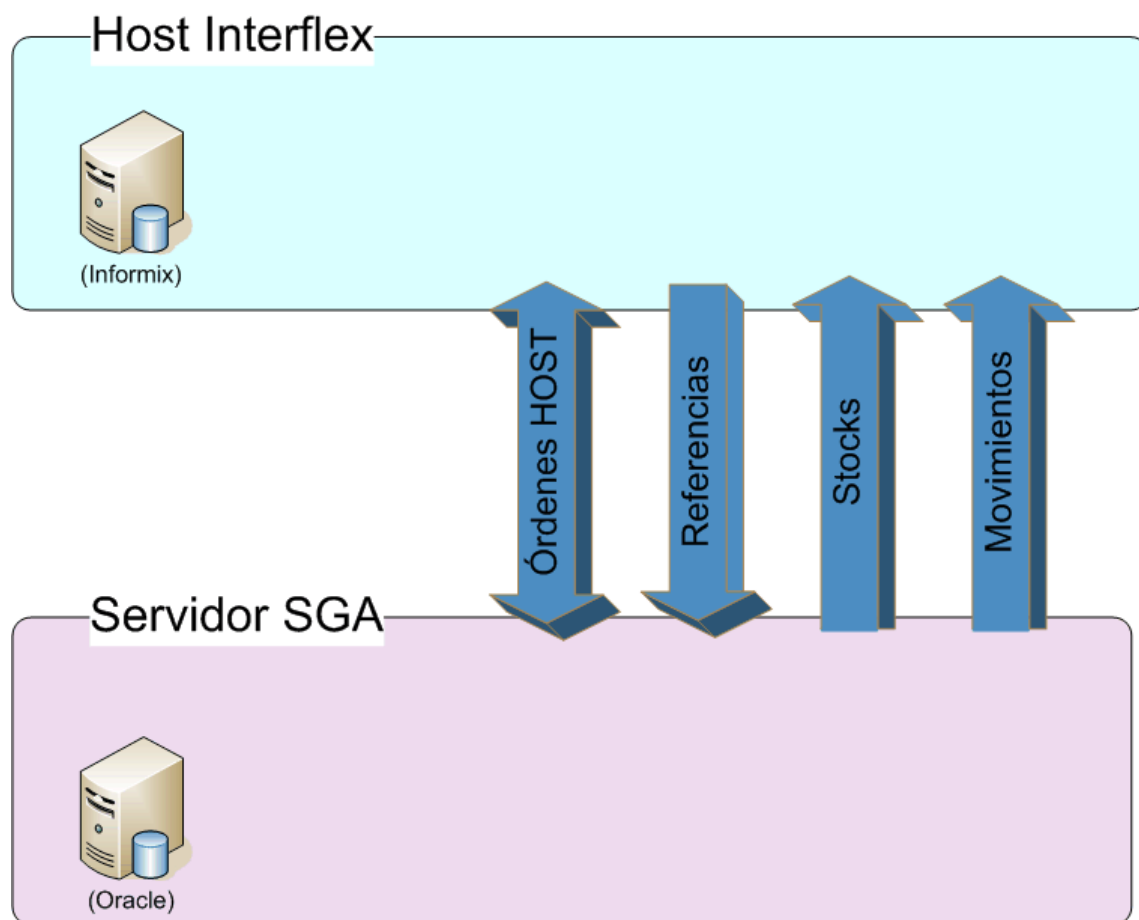 Host Interflex
(Informix)
Órdenes HOST
Referencias
Stocks
Movimientos
Servidor SGA
(Oracle)